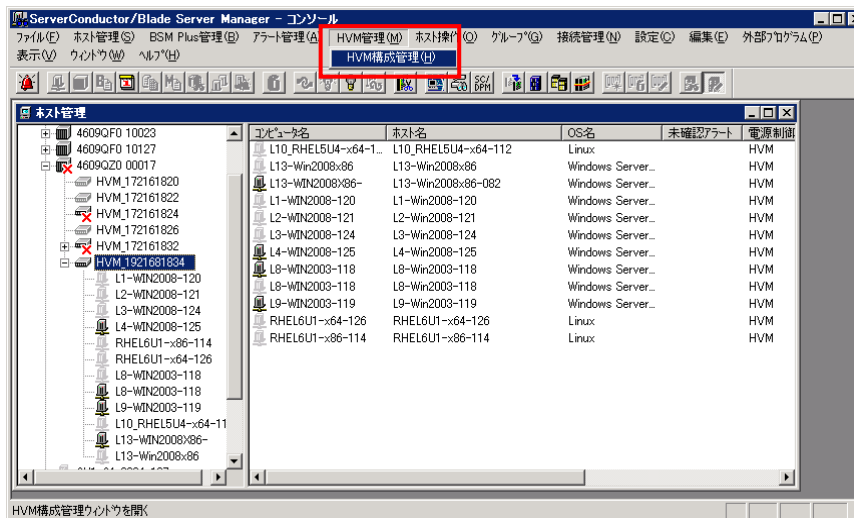 ServerConductor/Blade Server Manager - コンソール
ファイル(F) ホスト管理(S) BSM Plus管理(B) アラート管理(A) HVM管理(M) ホスト操作(O) グループ(G) 接続管理(N) 設定(C) 編集(E) 外部プログラム(P)
表示(V) ウィンドウ(W) ヘルプ(H)
HVM構成管理(H)
SC/DPM
ホスト管理
4609QF0 10023
4609QF0 10127
4609QZ0 00017
HVM_172161820
HVM_172161822
HVM_172161824
HVM_172161826
HVM_172161832
HVM_1921681834
L1-WIN2008-120
L2-WIN2008-121
L3-WIN2008-124
L4-WIN2008-125
RHEL6U1-x86-114
RHEL6U1-x64-126
L8-WIN2003-118
L8-WIN2003-118
L9-WIN2003-119
L10_RHEL5U4-x64-11
L13-WIN2008X86-
L13-Win2008x86
コンピュータ名 ホスト名 OS名 未確認アラート 電源制御
L10_RHEL5U4-x64-1... L10_RHEL5U4-x64-112 Linux HVM
L13-Win2008x86 L13-Win2008x86 Windows Server... HVM
L13-WIN2008X86- L13-Win2008x86-082 Windows Server... HVM
L1-WIN2008-120 L1-Win2008-120 Windows Server... HVM
L2-WIN2008-121 L2-Win2008-121 Windows Server... HVM
L3-WIN2008-124 L3-Win2008-124 Windows Server... HVM
L4-WIN2008-125 L4-Win2008-125 Windows Server... HVM
L8-WIN2003-118 L8-Win2003-118 Windows Server... HVM
L8-WIN2003-118 L8-Win2003-118 Windows Server... HVM
L9-WIN2003-119 L9-Win2003-119 Windows Server... HVM
RHEL6U1-x64-126 RHEL6U1-x64-126 Linux HVM
RHEL6U1-x86-114 RHEL6U1-x86-114 Linux HVM
HVM構成管理ウィンドウを開く